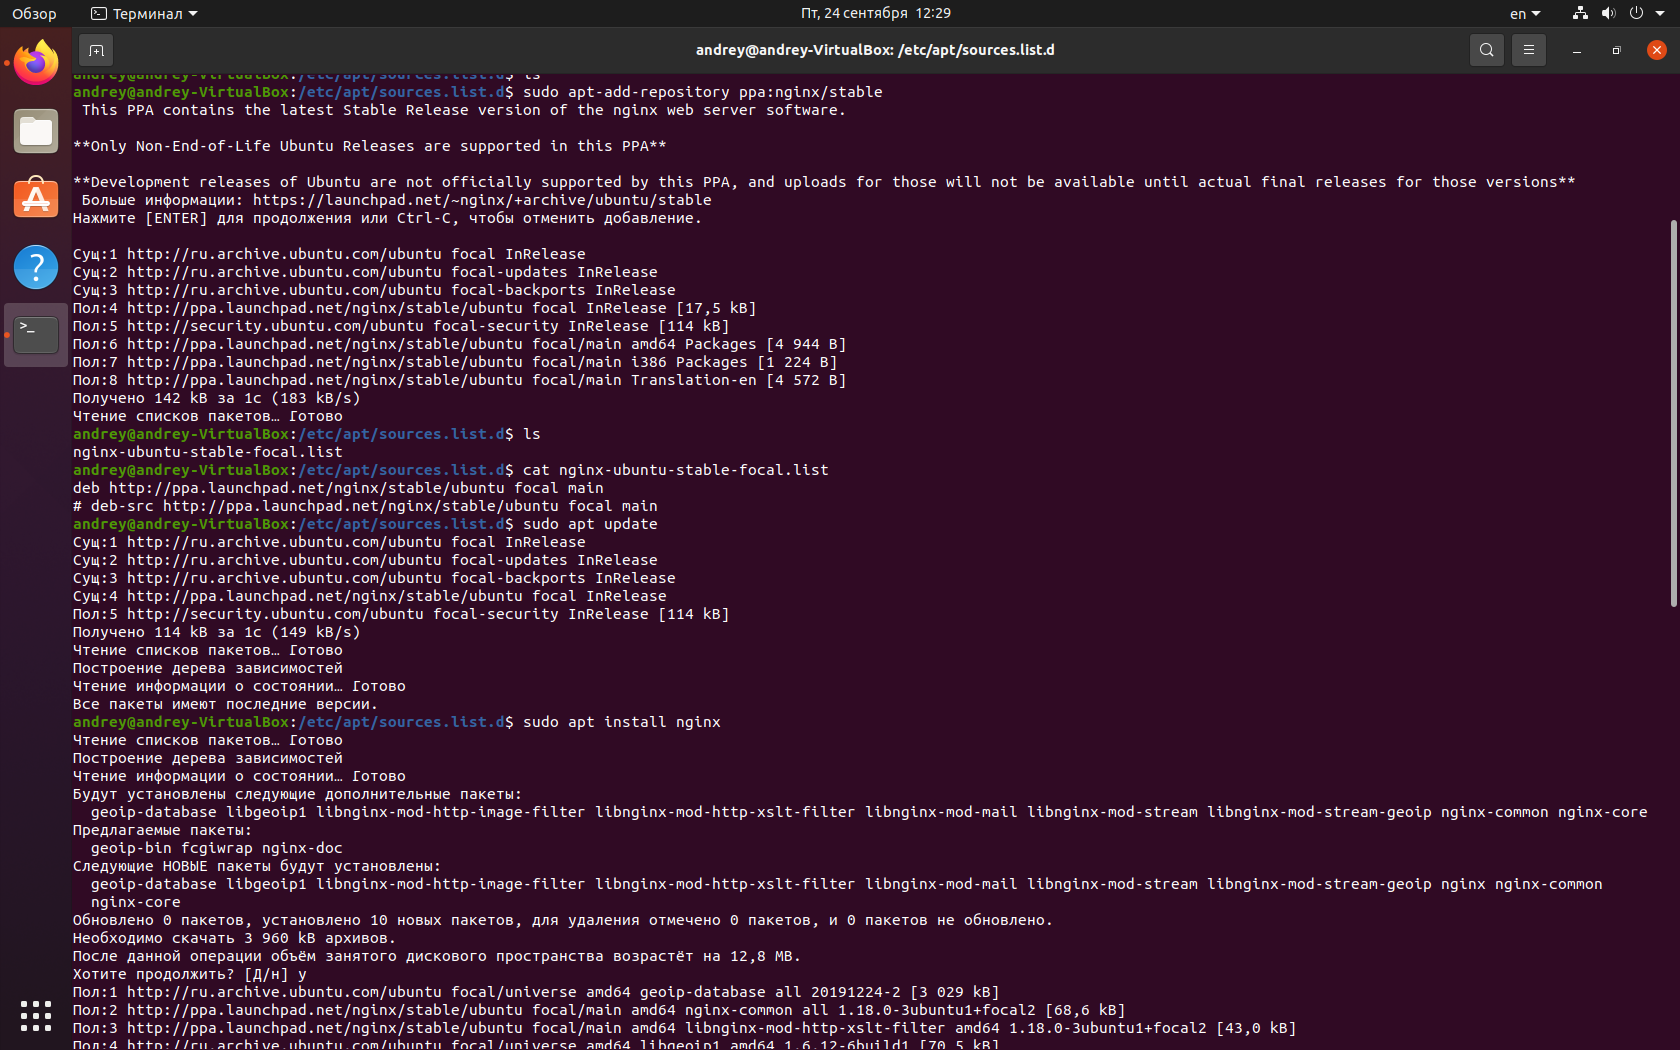 Обзор
Терминал
Пт, 24 сентября 12:29
en
andrey@andrey-VirtualBox: /etc/apt/sources.list.d
andrey@andrey-VirtualBox:/etc/apt/sources.list.d$ ls
andrey@andrey-VirtualBox:/etc/apt/sources.list.d$ sudo apt-add-repository ppa:nginx/stable
 This PPA contains the latest Stable Release version of the nginx web server software.
**Only Non-End-of-Life Ubuntu Releases are supported in this PPA**
**Development releases of Ubuntu are not officially supported by this PPA, and uploads for those will not be available until actual final releases for those versions**
 Больше информации: https://launchpad.net/~nginx/+archive/ubuntu/stable
Нажмите [ENTER] для продолжения или Ctrl-C, чтобы отменить добавление.
Сущ:1 http://ru.archive.ubuntu.com/ubuntu focal InRelease
Сущ:2 http://ru.archive.ubuntu.com/ubuntu focal-updates InRelease
Сущ:3 http://ru.archive.ubuntu.com/ubuntu focal-backports InRelease
Пол:4 http://ppa.launchpad.net/nginx/stable/ubuntu focal InRelease [17,5 kB]
Пол:5 http://security.ubuntu.com/ubuntu focal-security InRelease [114 kB]
Пол:6 http://ppa.launchpad.net/nginx/stable/ubuntu focal/main amd64 Packages [4 944 B]
Пол:7 http://ppa.launchpad.net/nginx/stable/ubuntu focal/main i386 Packages [1 224 B]
Пол:8 http://ppa.launchpad.net/nginx/stable/ubuntu focal/main Translation-en [4 572 B]
Получено 142 kB за 1с (183 kB/s)
Чтение списков пакетов… Готово
andrey@andrey-VirtualBox:/etc/apt/sources.list.d$ ls
nginx-ubuntu-stable-focal.list
andrey@andrey-VirtualBox:/etc/apt/sources.list.d$ cat nginx-ubuntu-stable-focal.list
deb http://ppa.launchpad.net/nginx/stable/ubuntu focal main
# deb-src http://ppa.launchpad.net/nginx/stable/ubuntu focal main
andrey@andrey-VirtualBox:/etc/apt/sources.list.d$ sudo apt update
Сущ:1 http://ru.archive.ubuntu.com/ubuntu focal InRelease
Сущ:2 http://ru.archive.ubuntu.com/ubuntu focal-updates InRelease
Сущ:3 http://ru.archive.ubuntu.com/ubuntu focal-backports InRelease
Сущ:4 http://ppa.launchpad.net/nginx/stable/ubuntu focal InRelease
Пол:5 http://security.ubuntu.com/ubuntu focal-security InRelease [114 kB]
Получено 114 kB за 1с (149 kB/s)
Чтение списков пакетов… Готово
Построение дерева зависимостей
Чтение информации о состоянии… Готово
Все пакеты имеют последние версии.
andrey@andrey-VirtualBox:/etc/apt/sources.list.d$ sudo apt install nginx
Чтение списков пакетов… Готово
Построение дерева зависимостей
Чтение информации о состоянии… Готово
Будут установлены следующие дополнительные пакеты:
  geoip-database libgeoip1 libnginx-mod-http-image-filter libnginx-mod-http-xslt-filter libnginx-mod-mail libnginx-mod-stream libnginx-mod-stream-geoip nginx-common nginx-core
Предлагаемые пакеты:
  geoip-bin fcgiwrap nginx-doc
Следующие НОВЫЕ пакеты будут установлены:
  geoip-database libgeoip1 libnginx-mod-http-image-filter libnginx-mod-http-xslt-filter libnginx-mod-mail libnginx-mod-stream libnginx-mod-stream-geoip nginx nginx-common
  nginx-core
Обновлено 0 пакетов, установлено 10 новых пакетов, для удаления отмечено 0 пакетов, и 0 пакетов не обновлено.
Необходимо скачать 3 960 kB архивов.
После данной операции объём занятого дискового пространства возрастёт на 12,8 MB.
Хотите продолжить? [Д/н] y
Пол:1 http://ru.archive.ubuntu.com/ubuntu focal/universe amd64 geoip-database all 20191224-2 [3 029 kB]
Пол:2 http://ppa.launchpad.net/nginx/stable/ubuntu focal/main amd64 nginx-common all 1.18.0-3ubuntu1+focal2 [68,6 kB]
Пол:3 http://ppa.launchpad.net/nginx/stable/ubuntu focal/main amd64 libnginx-mod-http-xslt-filter amd64 1.18.0-3ubuntu1+focal2 [43,0 kB]
Пол:4 http://ru.archive.ubuntu.com/ubuntu focal/universe amd64 libgeoip1 amd64 1.6.12-6build1 [70,5 kB]